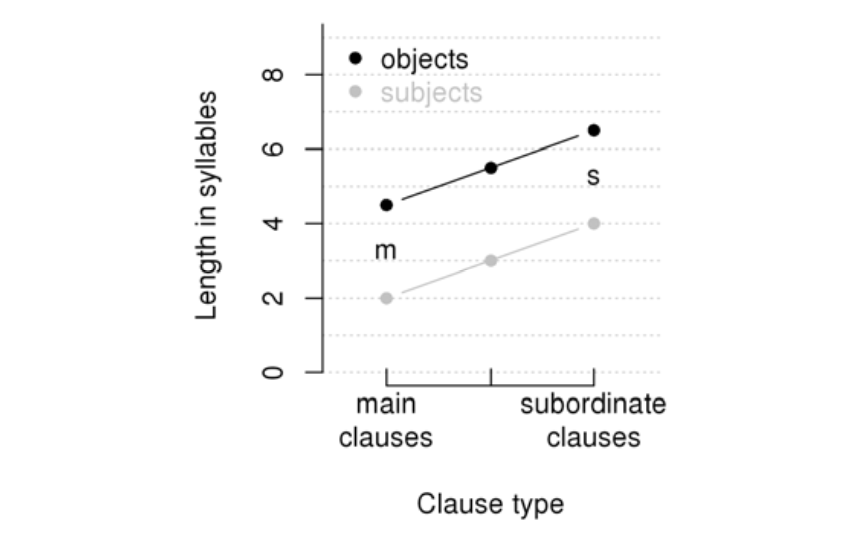 objects
subjects
Length in syllables
8
6
4
2
0
s
m
main
clauses
subordinate
clauses
Clause type